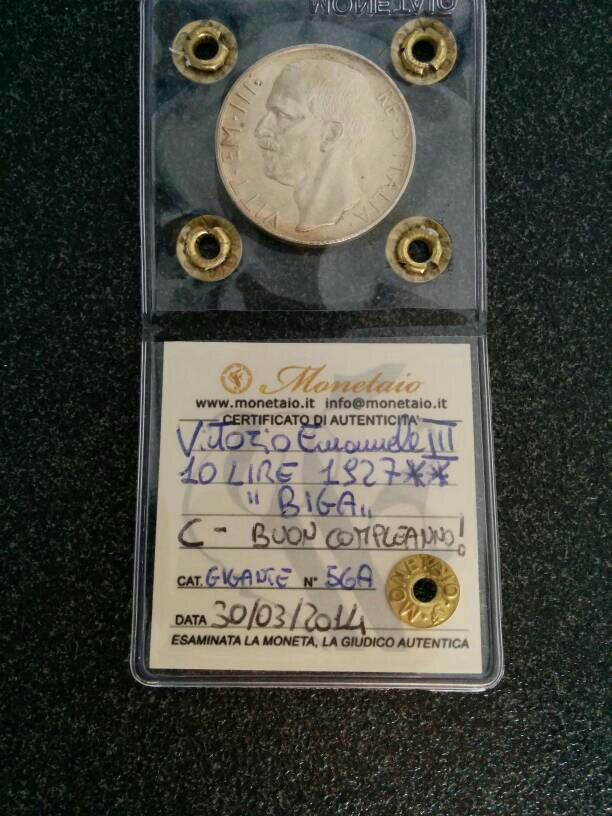 MONETAIO
VITT·EM·III· RE D'ITALIA
Monetaio
www.monetaio.it info@monetaio.it
CERTIFICATO DI AUTENTICITA'
Vittorio Emanuele III
10 LIRE 1927**
"BIGA"
C - BUON COMPLEANNO!
CAT. GIGANTE N° 56A
MONETAIO
DATA 30/03/2014
ESAMINATA LA MONETA, LA GIUDICO AUTENTICA